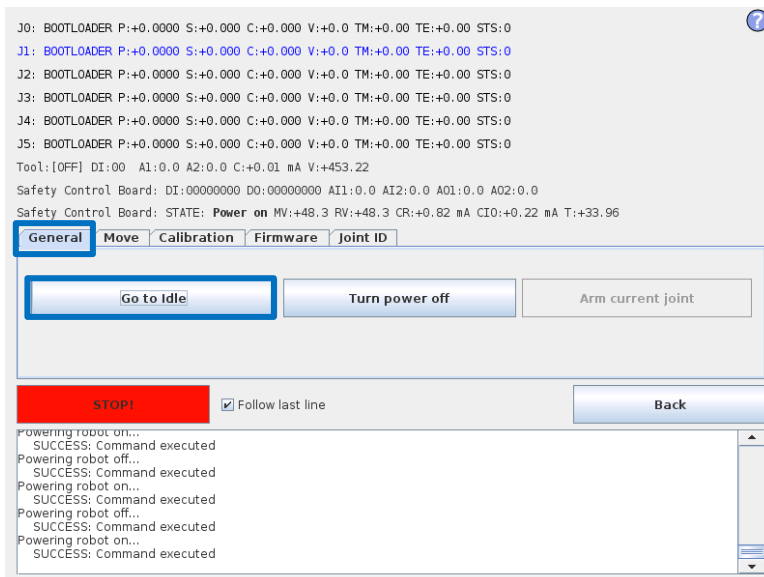 J0: BOOTLOADER P:+0.0000 S:+0.000 C:+0.000 V:+0.0 TM:+0.00 TE:+0.00 STS:0
J1: BOOTLOADER P:+0.0000 S:+0.000 C:+0.000 V:+0.0 TM:+0.00 TE:+0.00 STS:0
J2: BOOTLOADER P:+0.0000 S:+0.000 C:+0.000 V:+0.0 TM:+0.00 TE:+0.00 STS:0
J3: BOOTLOADER P:+0.0000 S:+0.000 C:+0.000 V:+0.0 TM:+0.00 TE:+0.00 STS:0
J4: BOOTLOADER P:+0.0000 S:+0.000 C:+0.000 V:+0.0 TM:+0.00 TE:+0.00 STS:0
J5: BOOTLOADER P:+0.0000 S:+0.000 C:+0.000 V:+0.0 TM:+0.00 TE:+0.00 STS:0
Tool:[OFF] DI:00 A1:0.0 A2:0.0 C:+0.01 mA V:+453.22
Safety Control Board: DI:00000000 DO:00000000 AI1:0.0 AI2:0.0 AO1:0.0 AO2:0.0
Safety Control Board: STATE: Power on MV:+48.3 RV:+48.3 CR:+0.82 mA CIO:+0.22 mA T:+33.96
?
General Move Calibration Firmware Joint ID
Go to Idle Turn power off Arm current joint
STOP! Follow last line Back
Powering robot on...
SUCCESS: Command executed
Powering robot off...
SUCCESS: Command executed
Powering robot on...
SUCCESS: Command executed
Powering robot off...
SUCCESS: Command executed
Powering robot on...
SUCCESS: Command executed